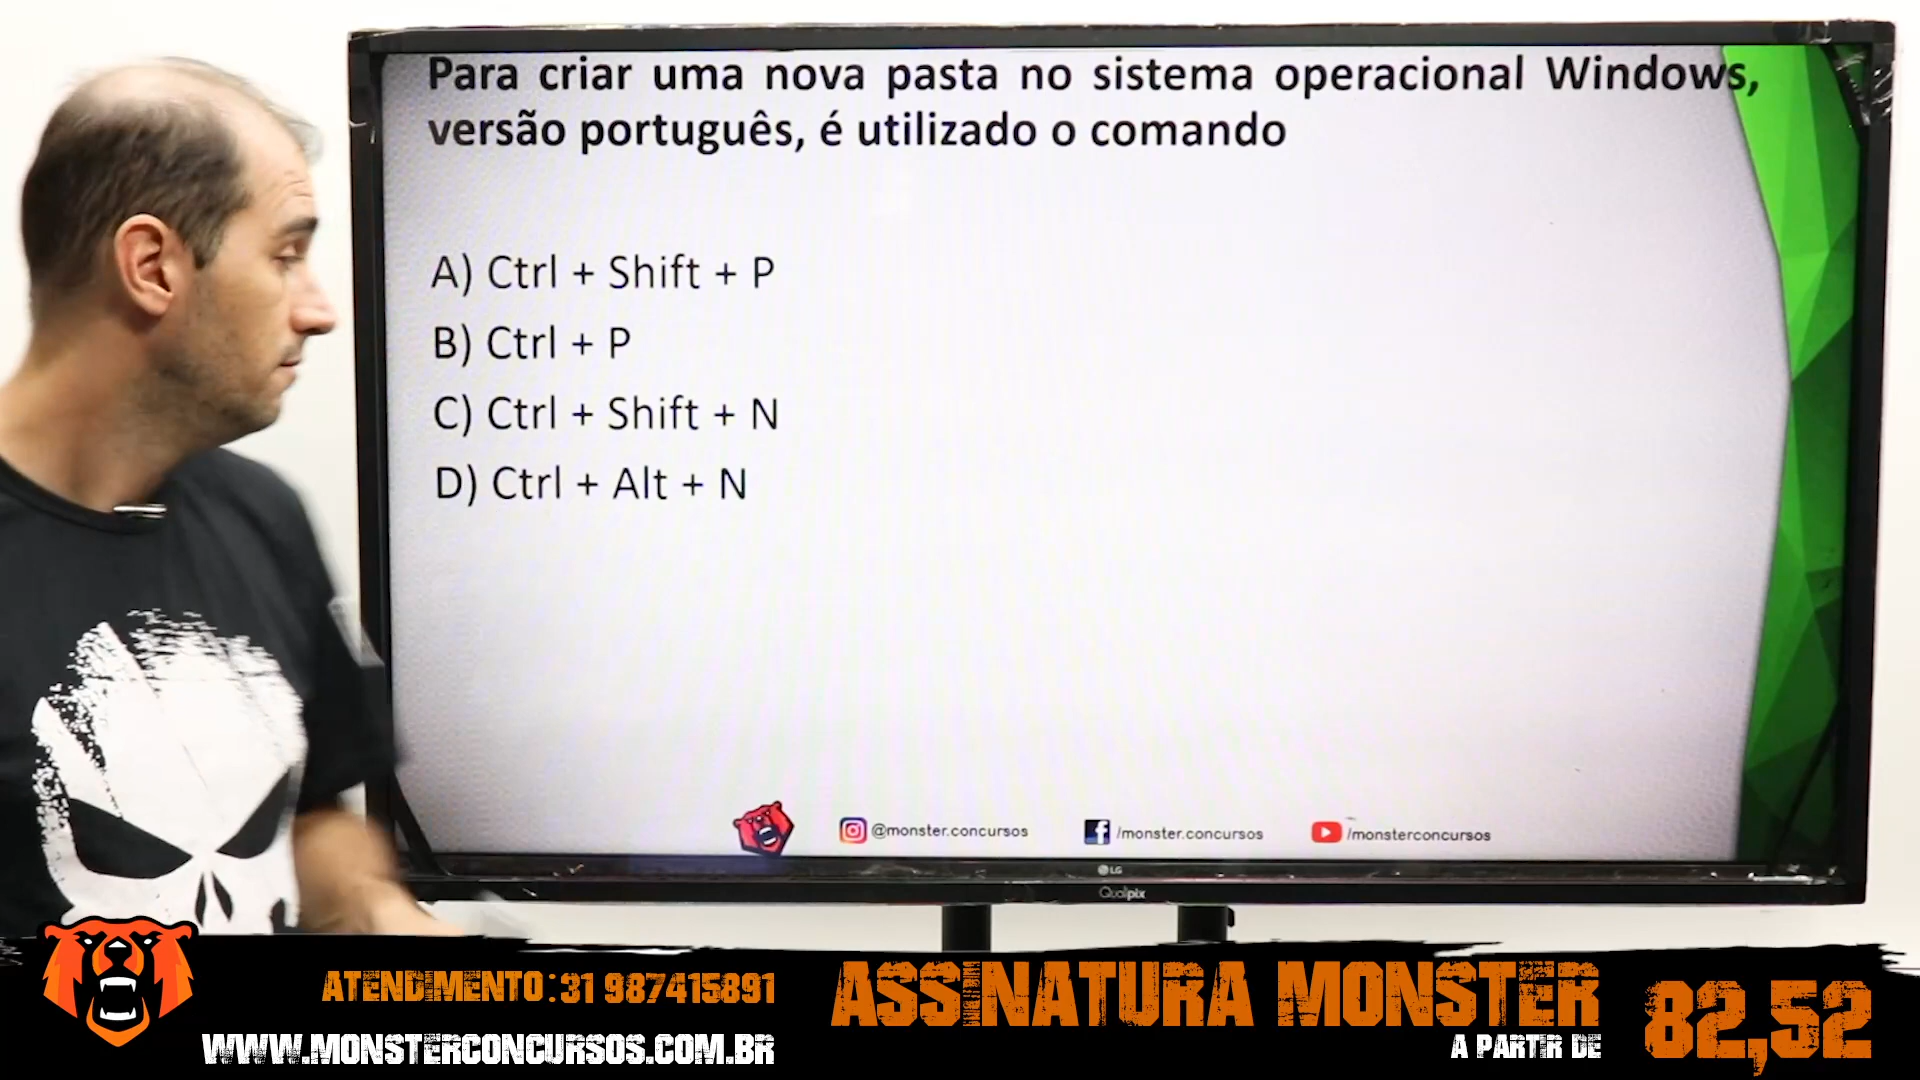 Para criar uma nova pasta no sistema operacional Windows,
versão português, é utilizado o comando
A) Ctrl + Shift + P
B) Ctrl + P
C) Ctrl + Shift + N
D) Ctrl + Alt + N
@monster.concursos
/monster.concursos
/monsterconcursos
LG
Qualipix
ATENDIMENTO: 31 987415891
WWW.MONSTERCONCURSOS.COM.BR
ASSINATURA MONSTER
A PARTIR DE
82,52